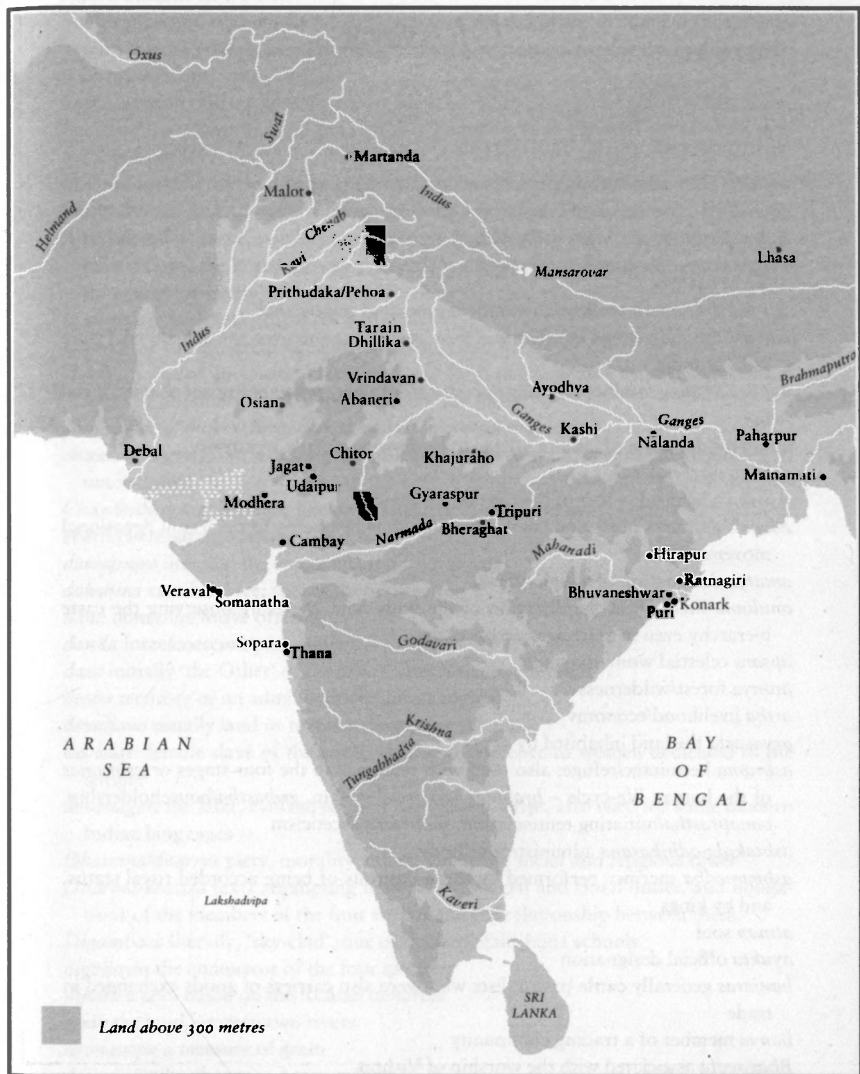 Oxus
Swat
Martanda
Malot
Indus
Helmand
Chenab
Ravi
Lhasa
Mansarovar
Prithudaka/Pehoa
Indus
Tarain
Dhillika
Vrindavan
Ayodhya
Brahmaputra
Osian
Abaneri
Ganges
Ganges
Kashi
Nalanda
Paharpur
Debal
Chitor
Khajuraho
Jagat
Udaipur
Mainamati
Modhera
Gyaraspur
Tripuri
Narmada
Bheraghat
Cambay
Mahanadi
Hirapur
Veraval
Somanatha
Ratnagiri
Bhuvaneshwar
Konark
Puri
Sopara
Thana
Godavari
Krishna
ARABIAN
SEA
Tungabhadra
BAY
OF
BENGAL
Lakshadvipa
Kaveri
SRI
LANKA
Land above 300 metres